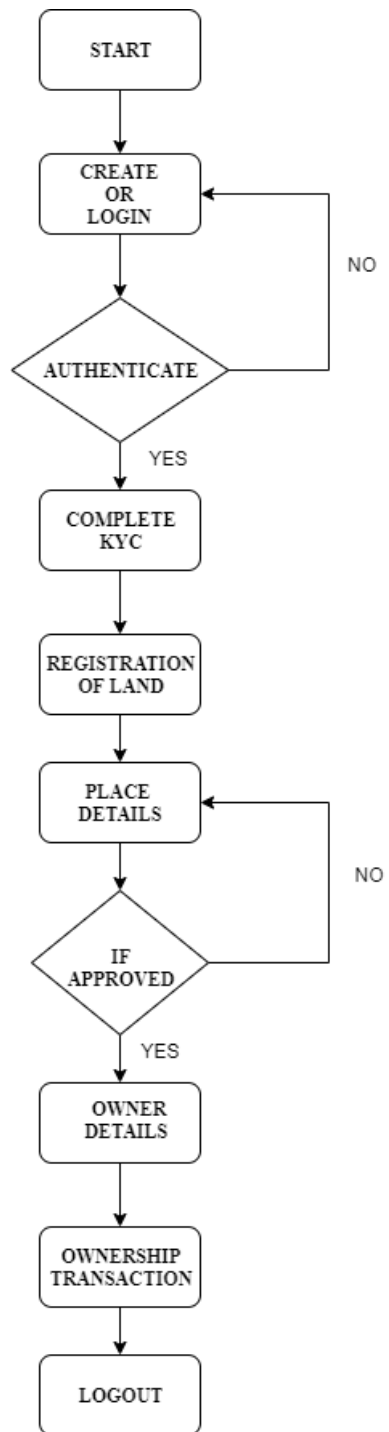 START
CREATE
OR
LOGIN
NO
AUTHENTICATE
YES
COMPLETE
KYC
REGISTRATION
OF LAND
PLACE
DETAILS
NO
IF
APPROVED
YES
OWNER
DETAILS
OWNERSHIP
TRANSACTION
LOGOUT